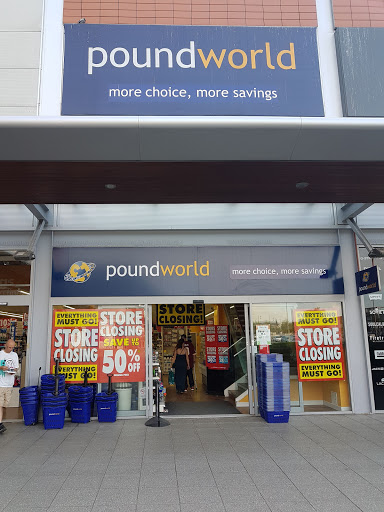 poundworld
more choice, more savings
poundworld
more choice, more savings
EVERYTHING
MUST GO!
STORE
CLOSING
EVERYTHING
MUST GO!
STORE
CLOSING
SAVE UP TO
50%
OFF
STORE CLOSING
EVERYTHING
MUST GO!
STORE
CLOSING
EVERYTHING
MUST GO!